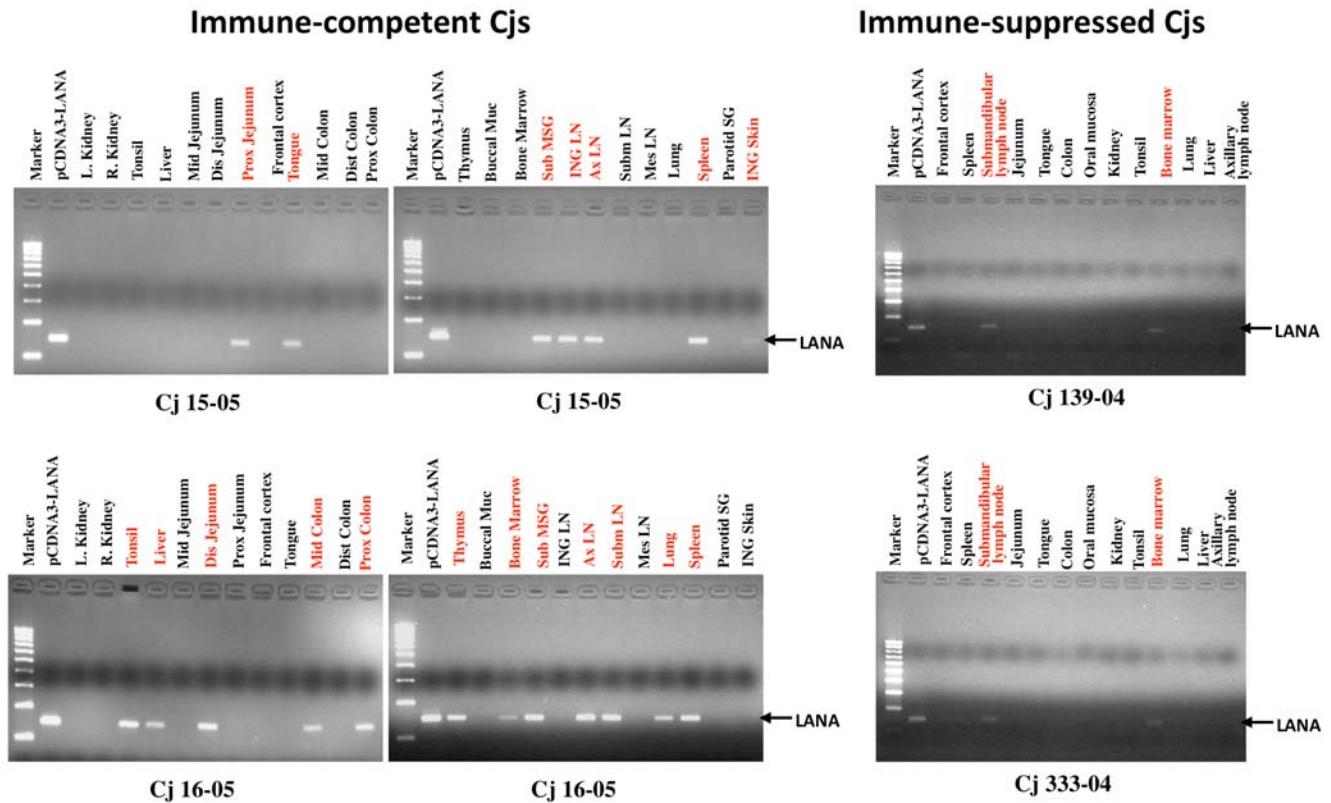 Immune-competent Cjs
Immune-suppressed Cjs
Marker
pCDNA3-LANA
L. Kidney
R. Kidney
Tonsil
Liver
Mid Jejunum
Dis Jejunum
Prox Jejunum
Frontal cortex
Tongue
Mid Colon
Dist Colon
Prox Colon
Cj 15-05
Marker
pCDNA3-LANA
Thymus
Buccal Muc
Bone Marrow
Sub MSG
ING LN
Ax LN
Subm LN
Mes LN
Lung
Spleen
Parotid SG
ING Skin
LANA
Cj 15-05
Marker
pCDNA3-LANA
Frontal cortex
Spleen
Submandibular
lymph node
Jejunum
Tongue
Colon
Oral mucosa
Kidney
Tonsil
Bone marrow
Lung
Liver
Axillary
lymph node
LANA
Cj 139-04
Marker
pCDNA3-LANA
L. Kidney
R. Kidney
Tonsil
Liver
Mid Jejunum
Dis Jejunum
Prox Jejunum
Frontal cortex
Tongue
Mid Colon
Dist Colon
Prox Colon
Cj 16-05
Marker
pCDNA3-LANA
Thymus
Buccal Muc
Bone Marrow
Sub MSG
ING LN
Ax LN
Subm LN
Mes LN
Lung
Spleen
Parotid SG
ING Skin
LANA
Cj 16-05
Marker
pCDNA3-LANA
Frontal cortex
Spleen
Submandibular
lymph node
Jejunum
Tongue
Colon
Oral mucosa
Kidney
Tonsil
Bone marrow
Lung
Liver
Axillary
lymph node
LANA
Cj 333-04